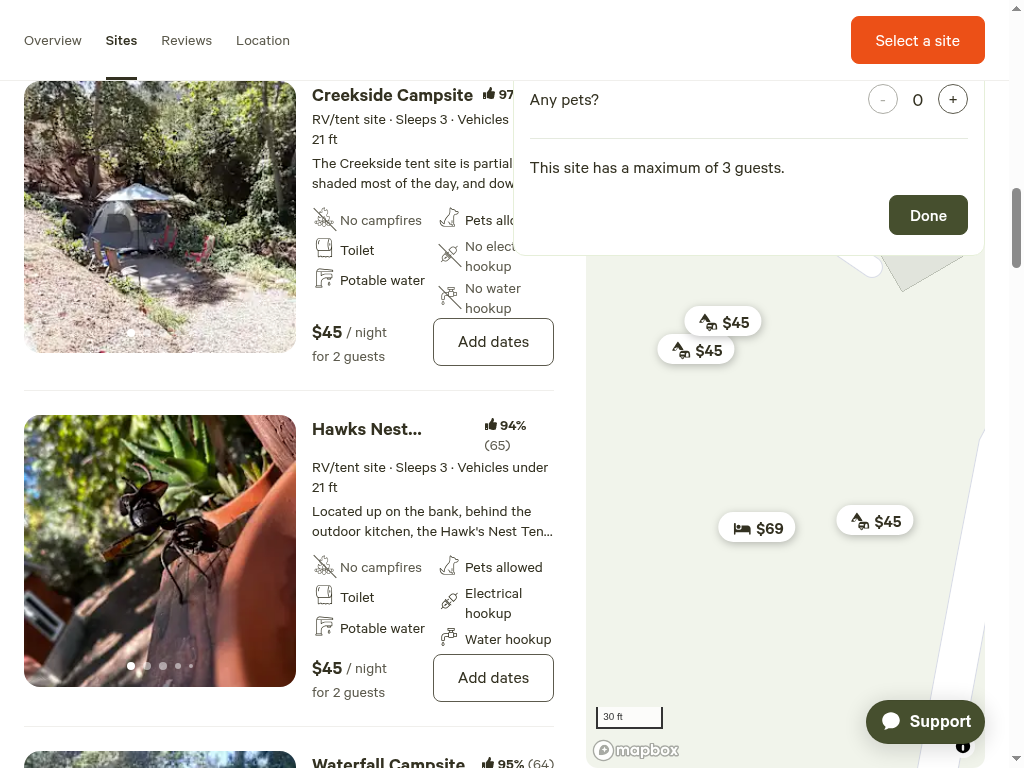 Overview Sites Reviews Location Select a site
Creekside Campsite 97
RV/tent site · Sleeps 3 · Vehicles
21 ft
The Creekside tent site is partial
shaded most of the day, and dow
No campfires
Pets allo
Toilet
No elect
hookup
Potable water
No water
hookup
$45 / night
for 2 guests
Add dates
Any pets? - 0 +
This site has a maximum of 3 guests.
Done
Hawks Nest... 94%
(65)
RV/tent site · Sleeps 3 · Vehicles under
21 ft
Located up on the bank, behind the
outdoor kitchen, the Hawk's Nest Ten...
No campfires
Pets allowed
Toilet
Electrical
hookup
Potable water
Water hookup
$45 / night
for 2 guests
Add dates
Waterfall Campsite 95% (64)
$45
$45
$69
$45
30 ft
mapbox
Support